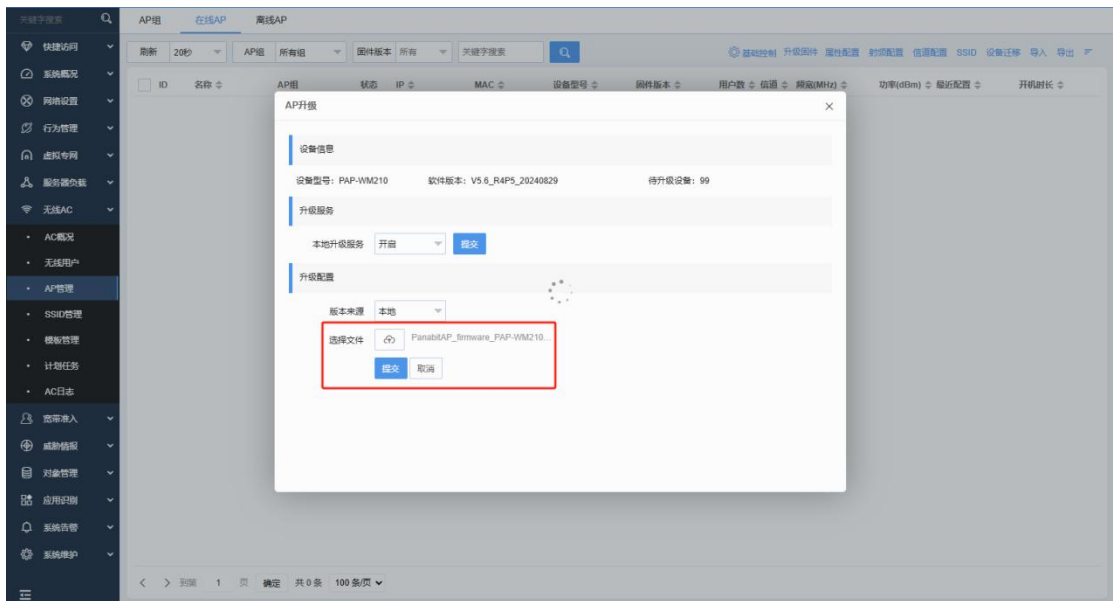 关键字搜索
快捷访问
系统概况
网络设置
行为管理
虚拟专网
服务器负载
无线AC
AC概况
无线用户
AP管理
SSID管理
模板管理
计划任务
AC日志
宽带准入
威胁情报
对象管理
应用识别
系统告警
系统维护
AP组 在线AP 离线AP
刷新 20秒 AP组 所有组 固件版本 所有 关键字搜索 基础控制 升级固件 属性配置 射频配置 信道配置 SSID 设备迁移 导入 导出
ID 名称 AP组 状态 IP MAC 设备型号 固件版本 用户数 信道 频宽(MHz) 功率(dBm) 最近配置 开机时长
AP升级
设备信息
设备型号: PAP-WM210 软件版本: V5.6_R4P5_20240829 待升级设备: 99
升级服务
本地升级服务 开启 提交
升级配置
版本来源 本地
选择文件 PanabitAP_firmware_PAP-WM210...
提交 取消
到第 1 页 确定 共 0 条 100 条/页